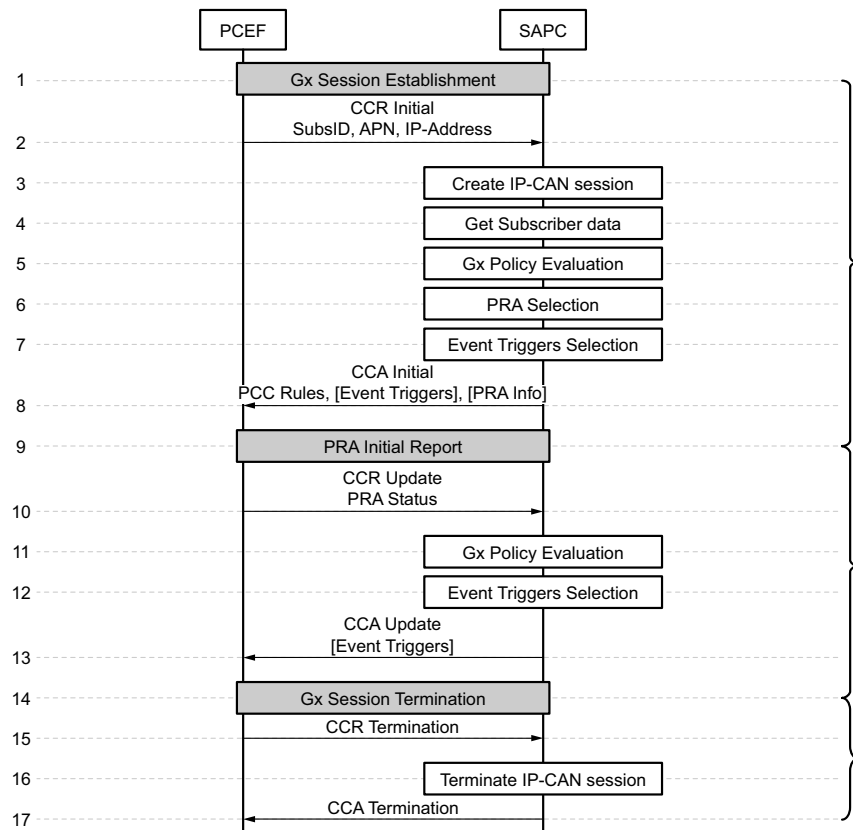 PCEF SAPC
1 Gx Session Establishment
CCR Initial
SubsID, APN, IP-Address
2
3 Create IP-CAN session
4 Get Subscriber data
5 Gx Policy Evaluation
6 PRA Selection
7 Event Triggers Selection
CCA Initial
PCC Rules, [Event Triggers], [PRA Info]
8
9 PRA Initial Report
CCR Update
PRA Status
10
11 Gx Policy Evaluation
12 Event Triggers Selection
CCA Update
[Event Triggers]
13
14 Gx Session Termination
CCR Termination
15
16 Terminate IP-CAN session
CCA Termination
17